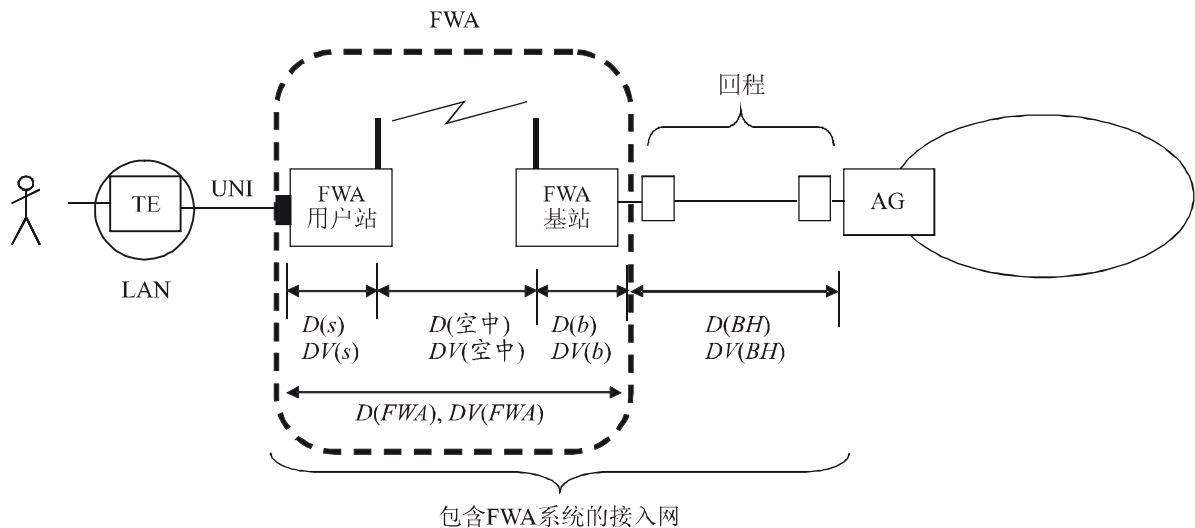 FWA
回程
UNI
TE
FWA
用户站
FWA
基站
AG
LAN
D(s)
DV(s)
D(空中)
DV(空中)
D(b)
DV(b)
D(BH)
DV(BH)
D(FWA), DV(FWA)
包含FWA系统的接入网